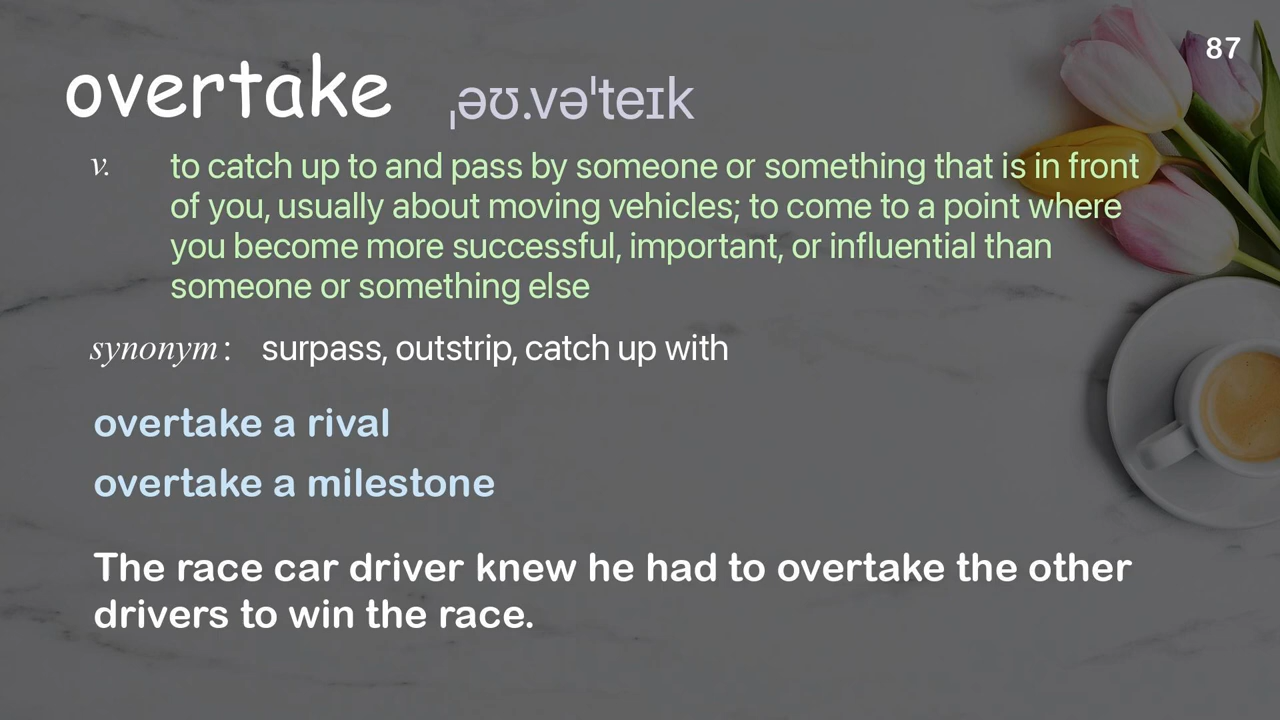 87
overtake ˌəʊ.vəˈteɪk
v. to catch up to and pass by someone or something that is in front
of you, usually about moving vehicles; to come to a point where
you become more successful, important, or influential than
someone or something else
synonym: surpass, outstrip, catch up with
overtake a rival
overtake a milestone
The race car driver knew he had to overtake the other
drivers to win the race.